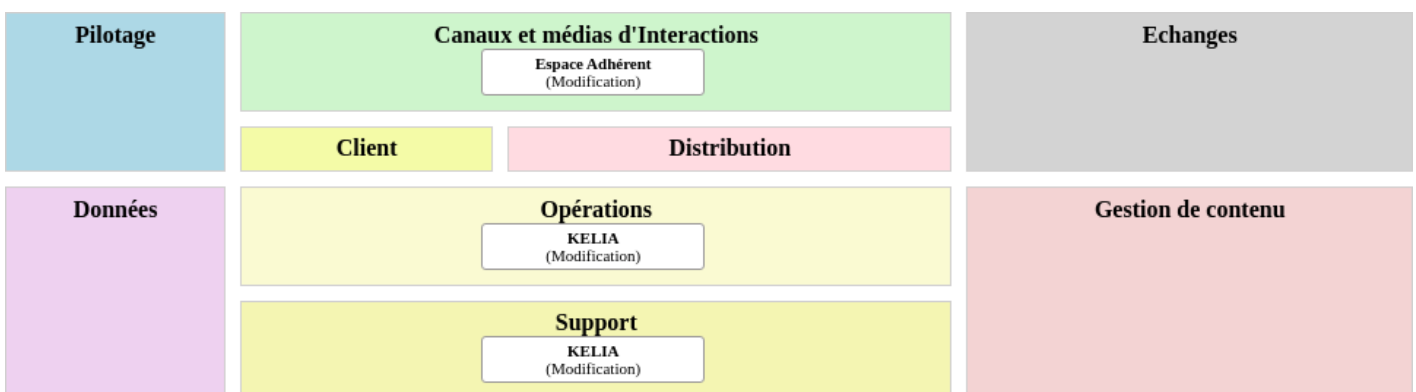 Pilotage
Canaux et médias d'Interactions
Espace Adhérent
(Modification)
Echanges
Client
Distribution
Données
Opérations
KELIA
(Modification)
Gestion de contenu
Support
KELIA
(Modification)